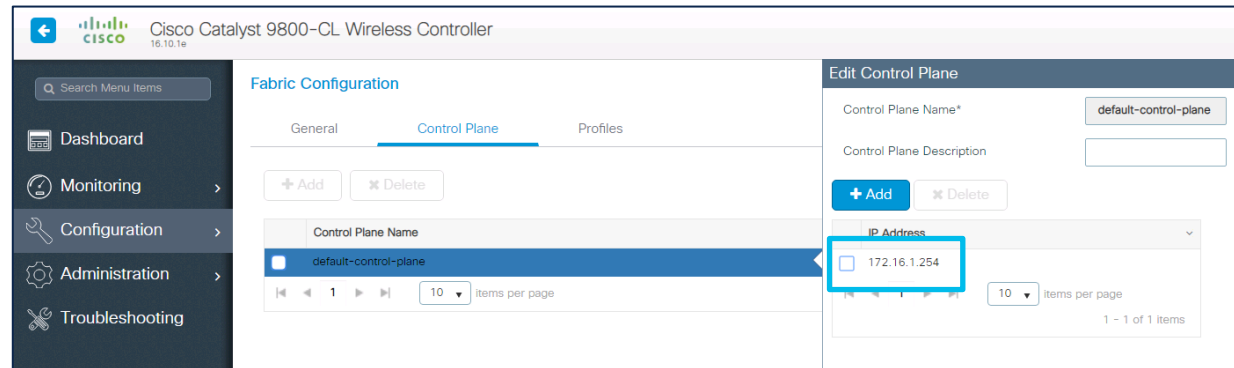 CISCO
Cisco Catalyst 9800-CL Wireless Controller
16.10.1e
Search Menu Items
Dashboard
Monitoring
Configuration
Administration
Troubleshooting
Fabric Configuration
General Control Plane Profiles
+ Add × Delete
Control Plane Name
default-control-plane
1 10 items per page
Edit Control Plane
Control Plane Name* default-control-plane
Control Plane Description
+ Add × Delete
IP Address
172.16.1.254
1 10 items per page
1 - 1 of 1 items